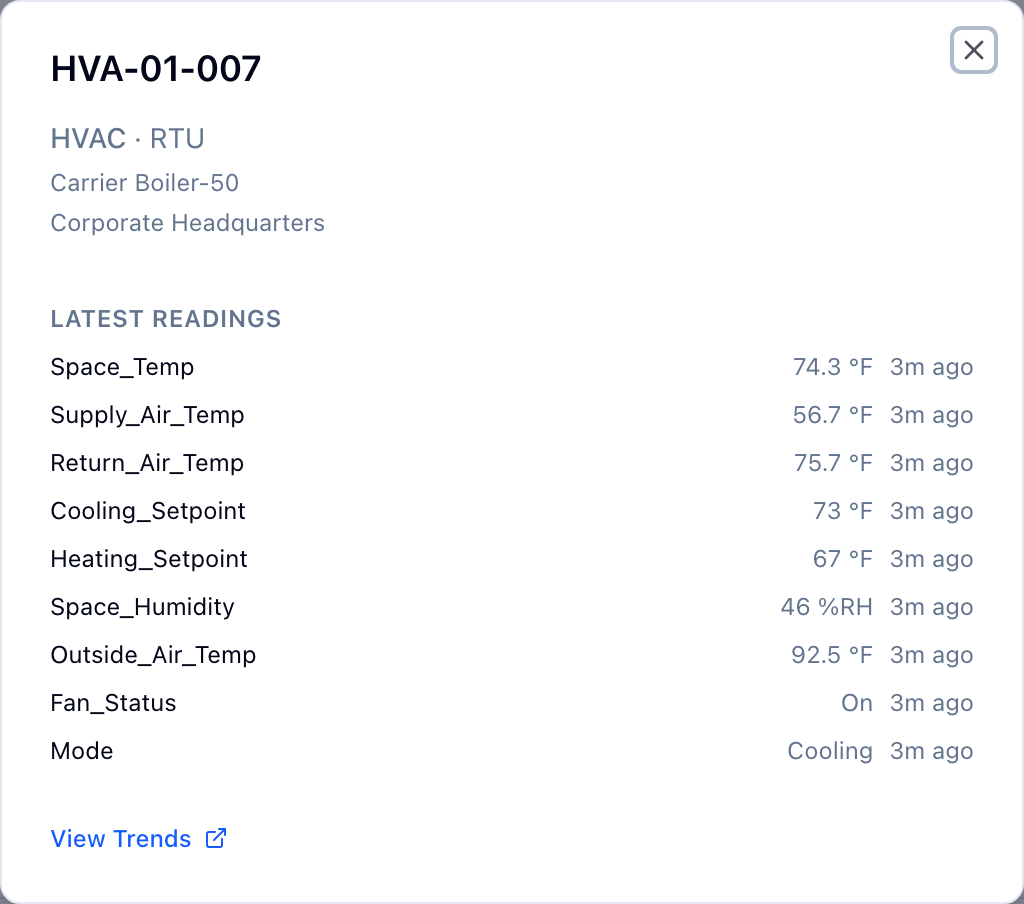 HVA-01-007
HVAC · RTU
Carrier Boiler-50
Corporate Headquarters
LATEST READINGS
Space_Temp 74.3 °F 3m ago
Supply_Air_Temp 56.7 °F 3m ago
Return_Air_Temp 75.7 °F 3m ago
Cooling_Setpoint 73 °F 3m ago
Heating_Setpoint 67 °F 3m ago
Space_Humidity 46 %RH 3m ago
Outside_Air_Temp 92.5 °F 3m ago
Fan_Status On 3m ago
Mode Cooling 3m ago
View Trends